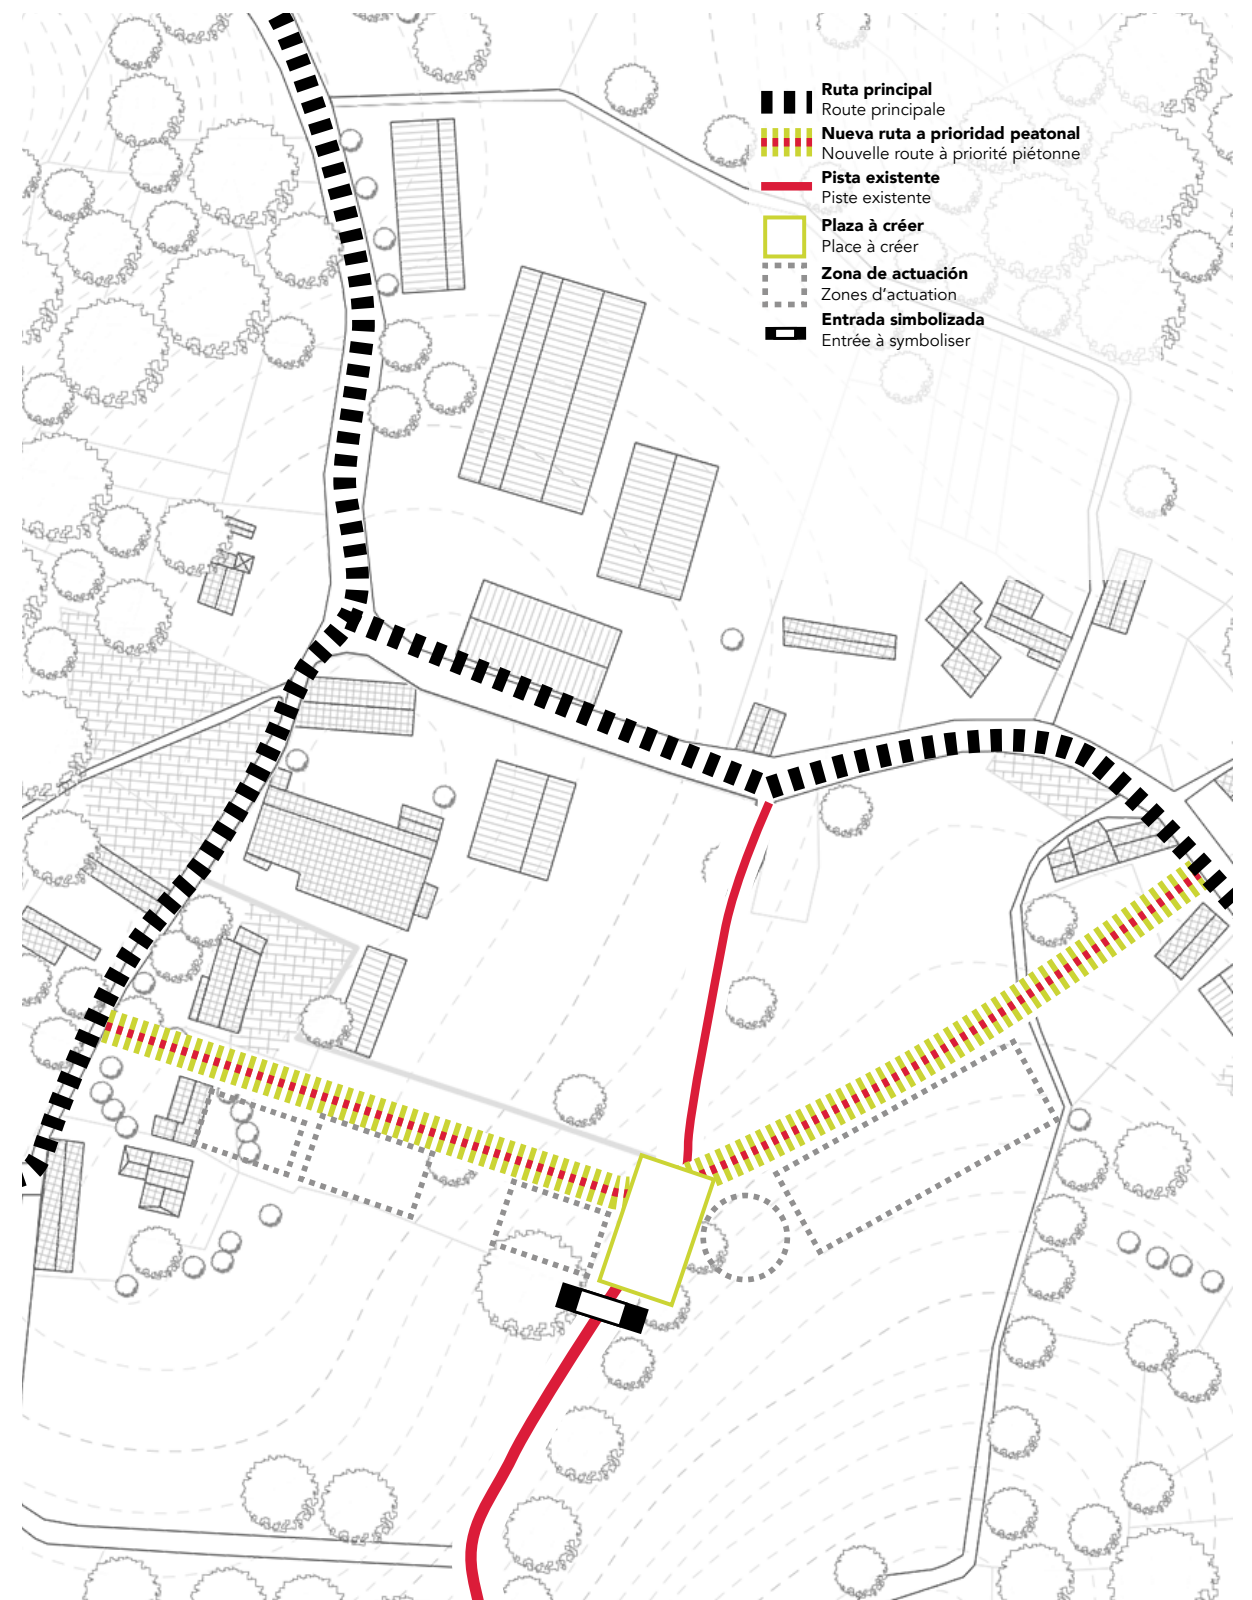 Ruta principal
Route principale
Nueva ruta a prioridad peatonal
Nouvelle route à priorité piétonne
Pista existente
Piste existente
Plaza à créer
Place à créer
Zona de actuación
Zones d'actuation
Entrada simbolizada
Entrée à symboliser